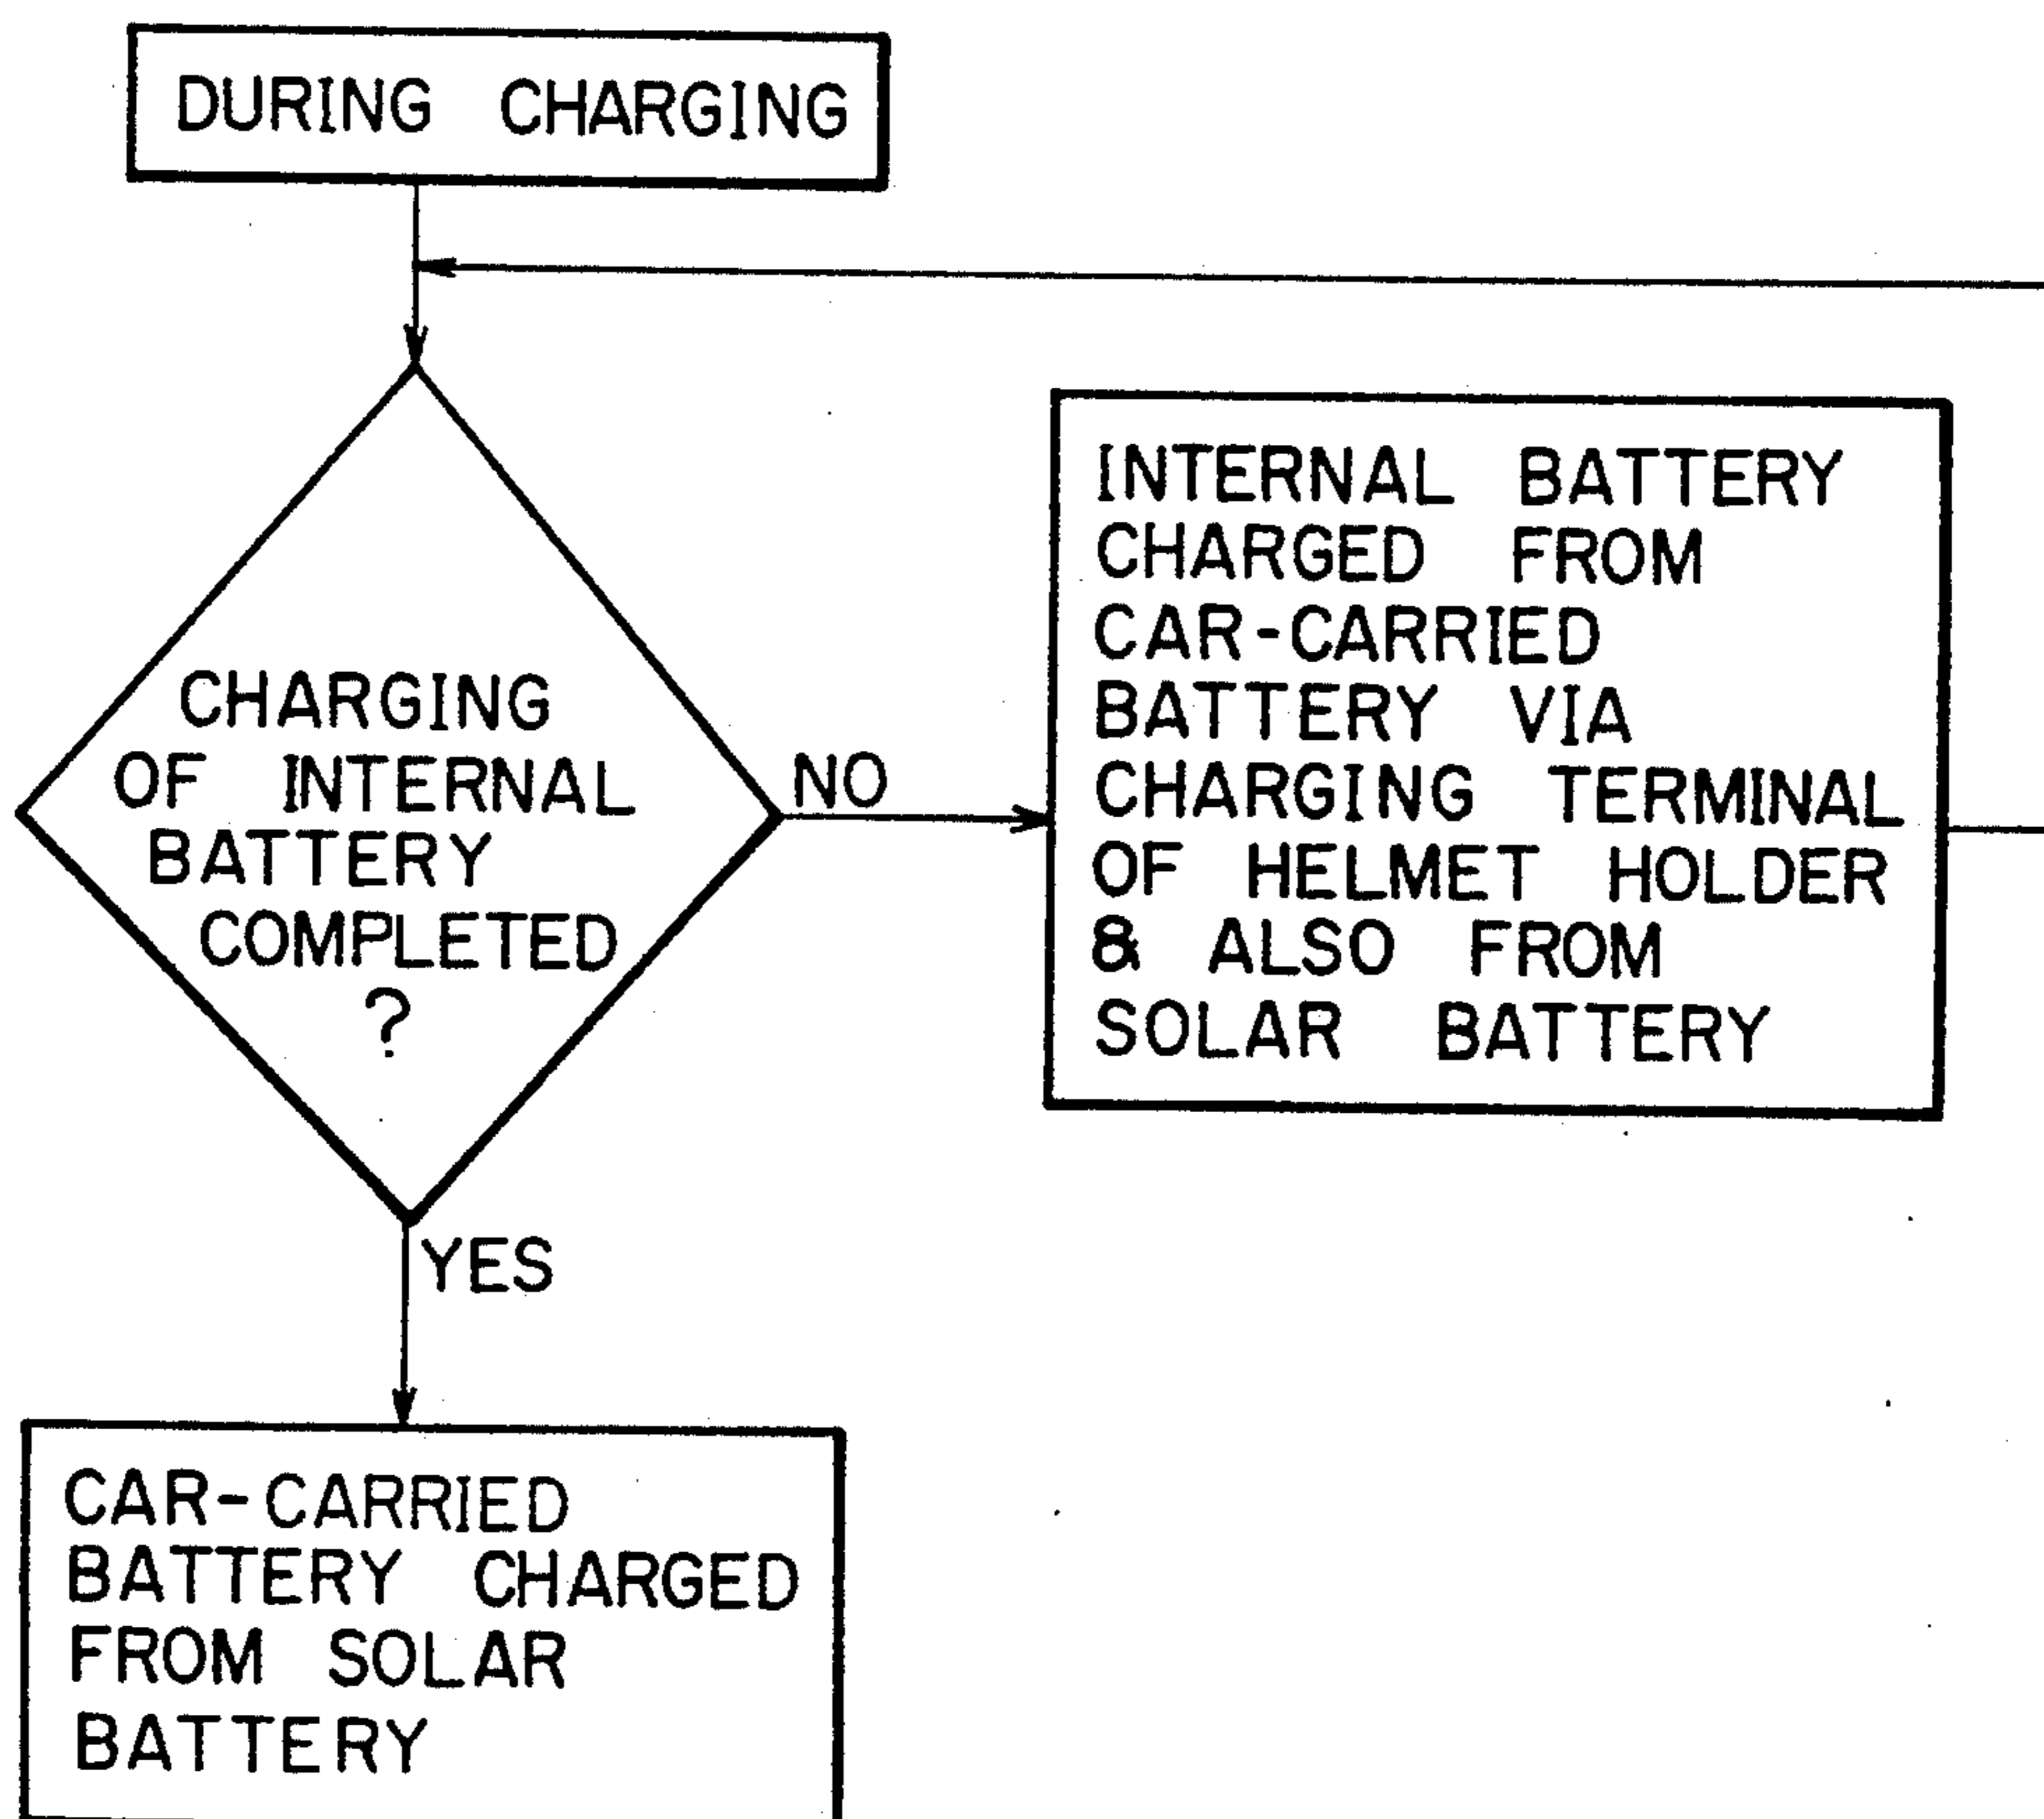 DURING CHARGING
CHARGING
OF INTERNAL
BATTERY
COMPLETED
?
NO
INTERNAL BATTERY
CHARGED FROM
CAR-CARRIED
BATTERY VIA
CHARGING TERMINAL
OF HELMET HOLDER
& ALSO FROM
SOLAR BATTERY
YES
CAR-CARRIED
BATTERY CHARGED
FROM SOLAR
BATTERY